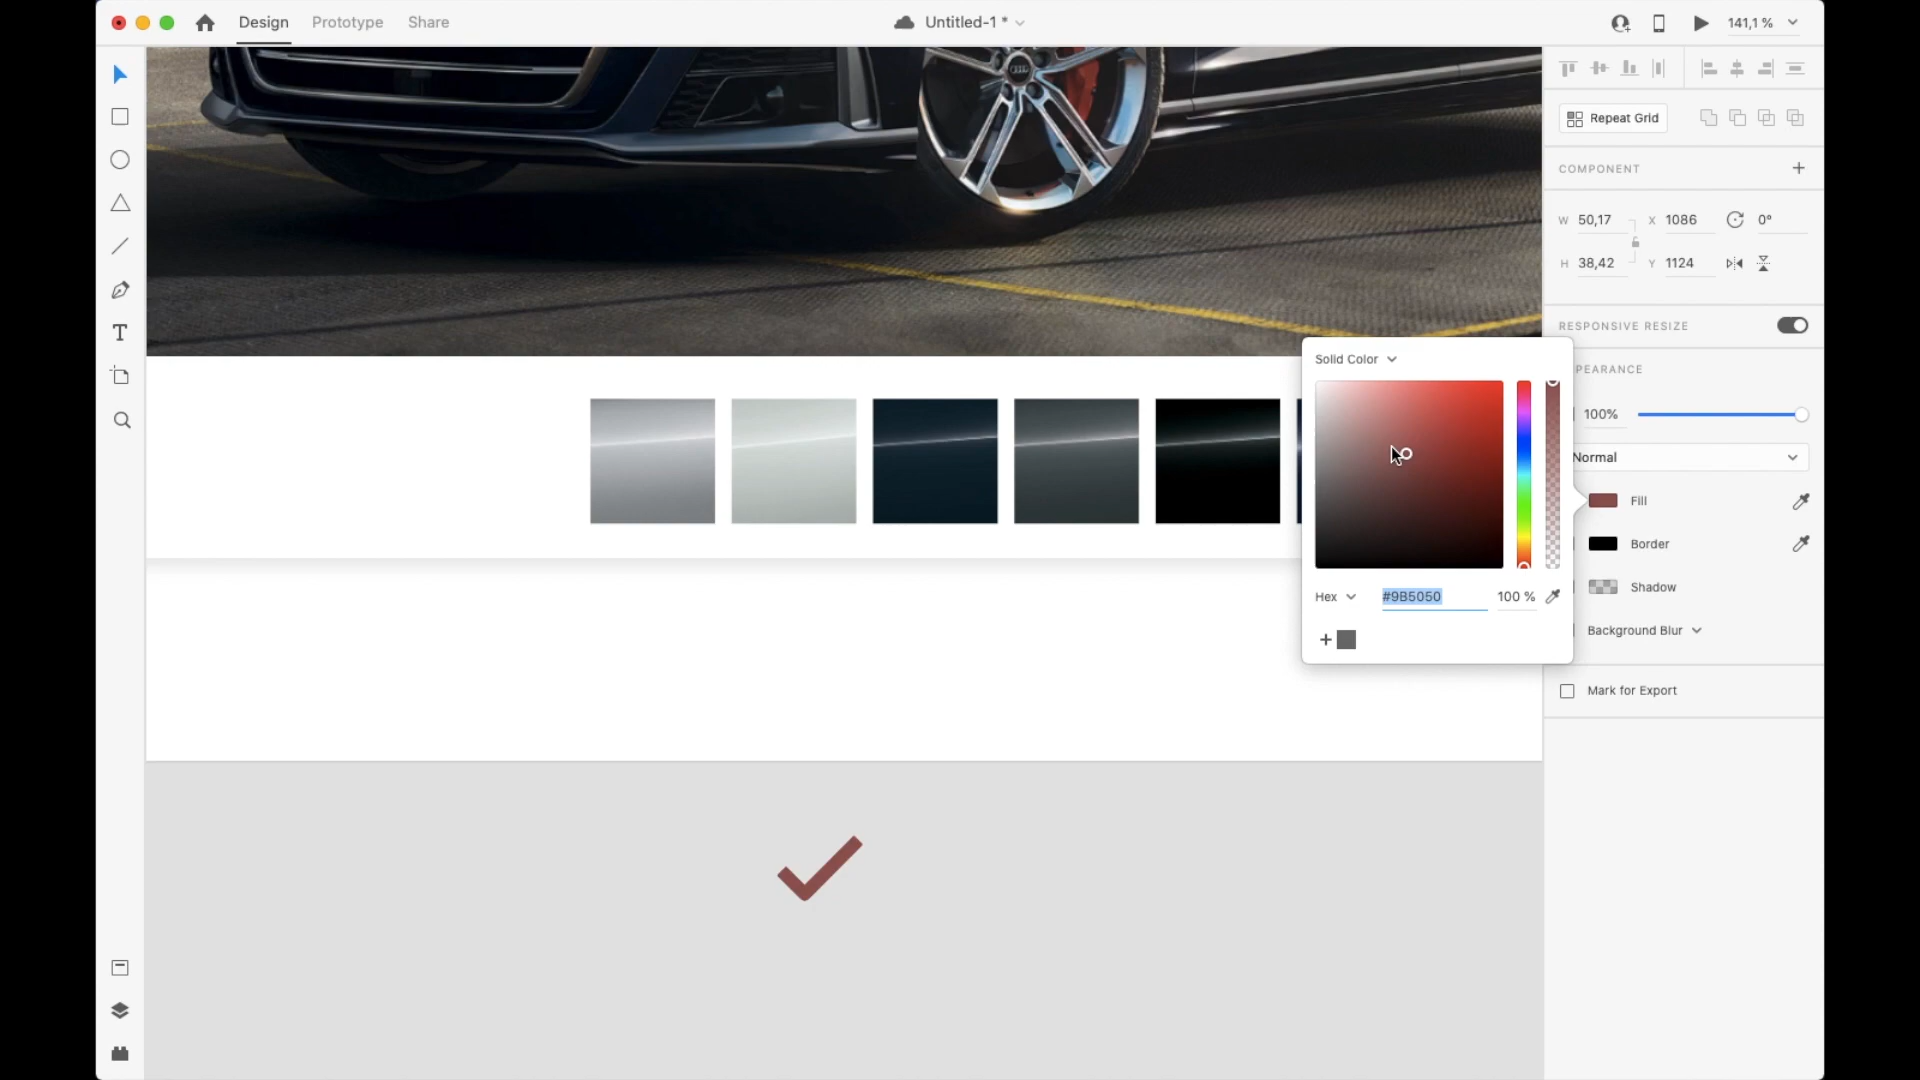 Design
Prototype
Share
Untitled-1 *
141,1 %
Repeat Grid
COMPONENT
W 50,17
X 1086
0°
H 38,42
Y 1124
RESPONSIVE RESIZE
Solid Color
PEARANCE
100%
Normal
Fill
Border
Hex
#9B5050
100 %
Shadow
Background Blur
Mark for Export